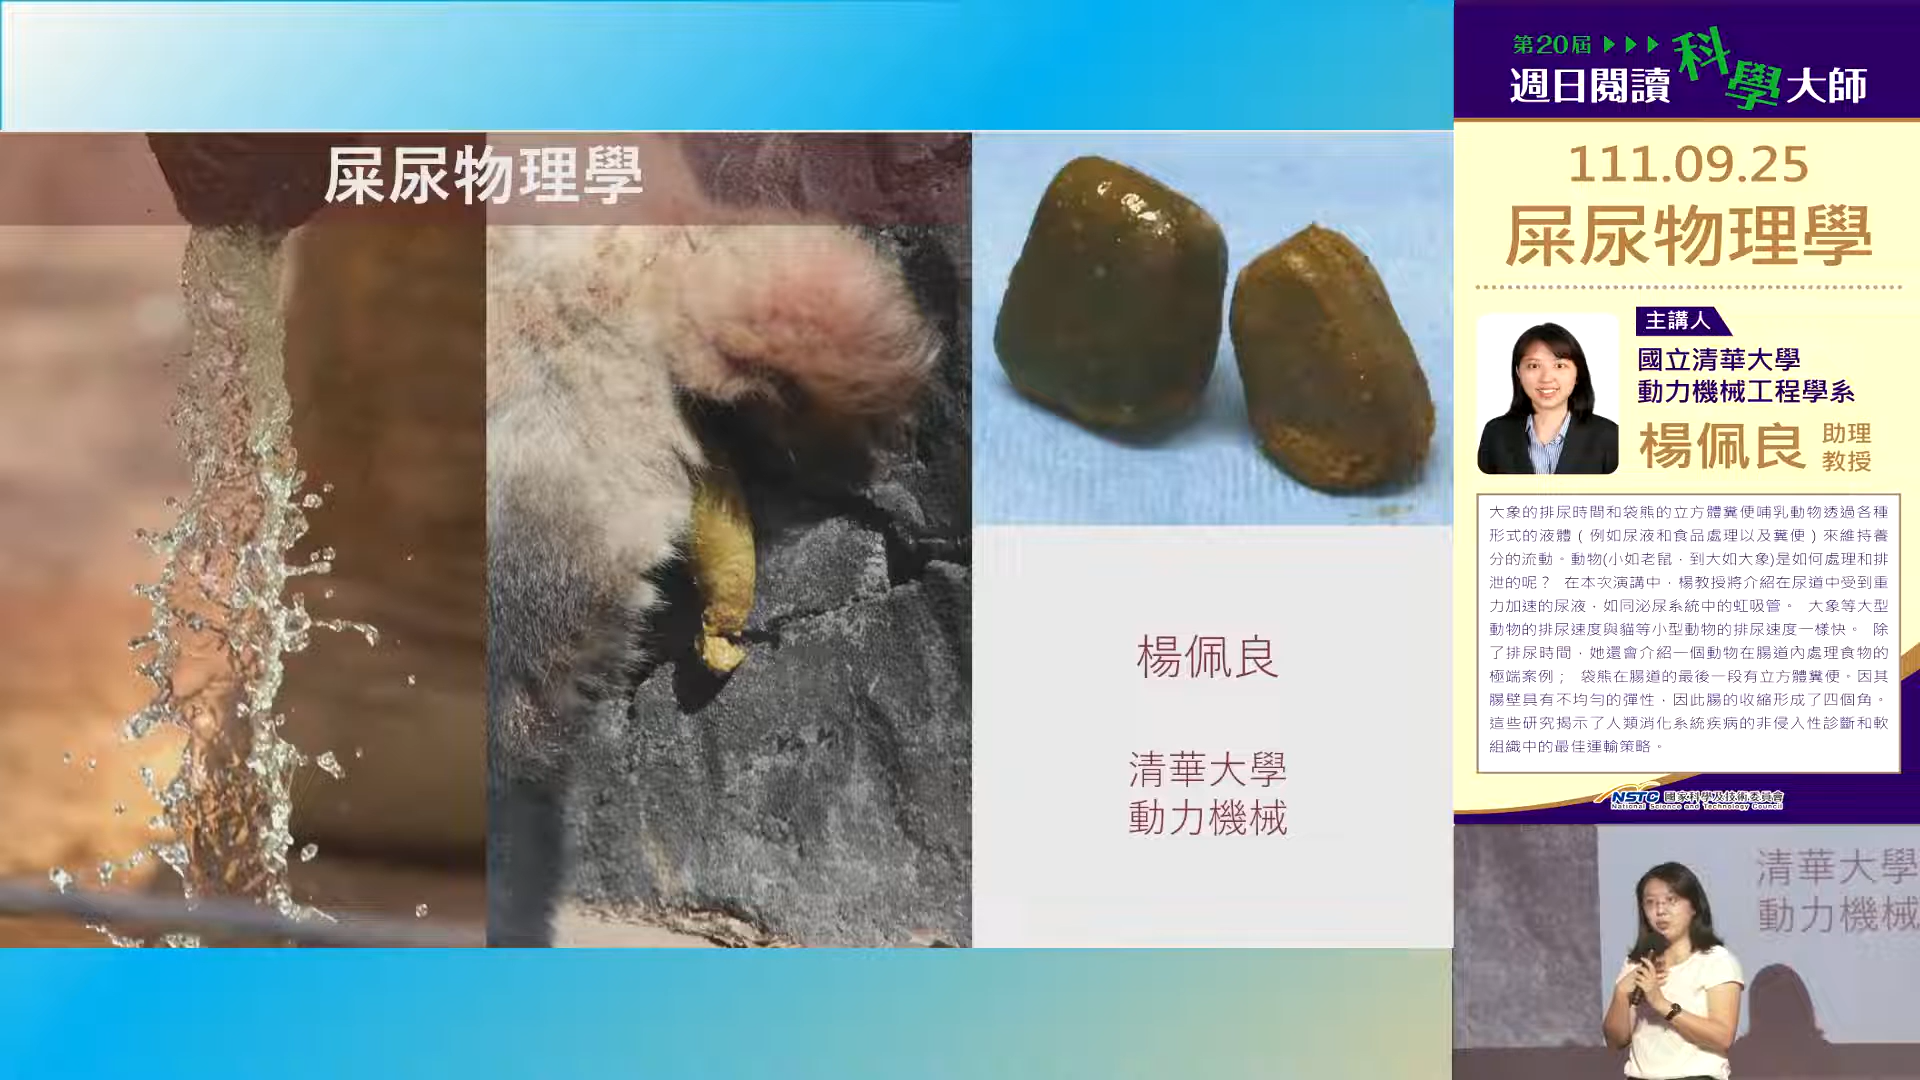 屎尿物理學
楊佩良
清華大學
動力機械
第20屆
週日閱讀科學大師
111.09.25
屎尿物理學
主講人
國立清華大學
動力機械工程學系
楊佩良 助理教授
大象的排尿時間和袋熊的立方體糞便哺乳動物透過各種
形式的液體(例如尿液和食品處理以及糞便)來維持養
分的流動。動物(小如老鼠,到大如大象)是如何處理和排
泄的呢? 在本次演講中,楊教授將介紹在尿道中受到重
力加速的尿液,如同泌尿系統中的虹吸管。 大象等大型
動物的排尿速度與貓等小型動物的排尿速度一樣快。 除
了排尿時間,她還會介紹一個動物在腸道內處理食物的
極端案例; 袋熊在腸道的最後一段有立方體糞便。因其
腸壁具有不均勻的彈性,因此腸的收縮形成了四個角。
這些研究揭示了人類消化系統疾病的非侵入性診斷和軟
組織中的最佳運輸策略。
NSTC 國家科學及技術委員會
National Science and Technology Council
清華大學
動力機械